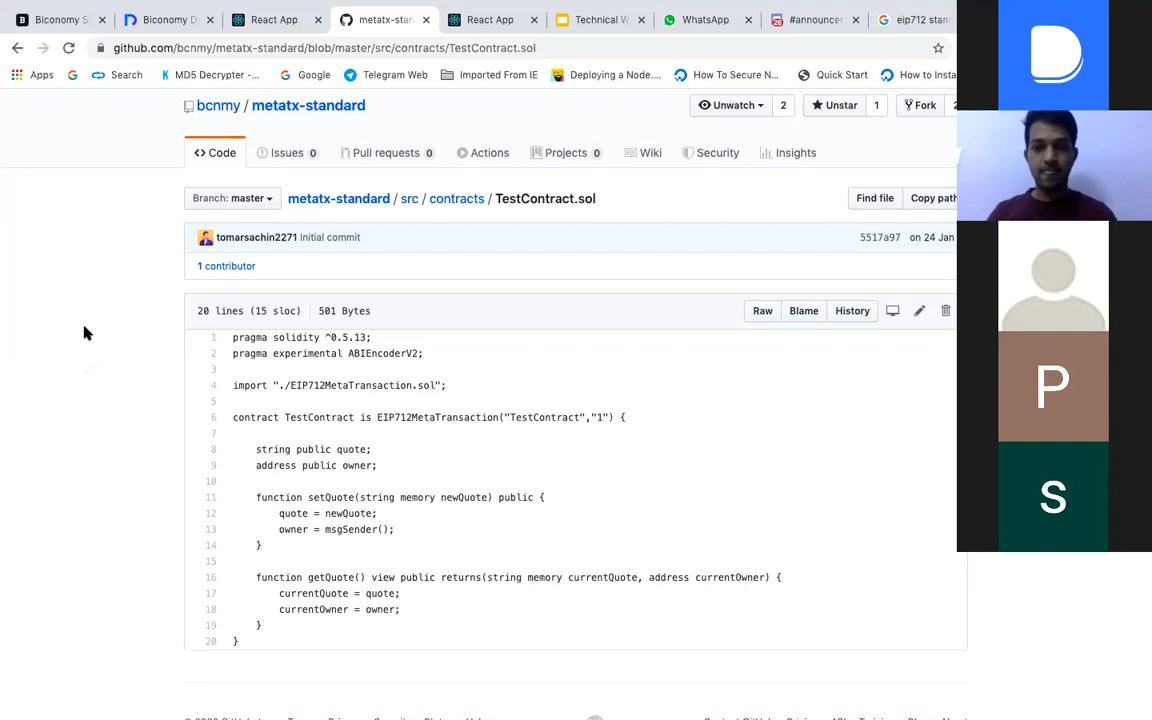 Biconomy S
Biconomy D
React App
metatx-stan
React App
Technical W
WhatsApp
#announcer
eip712 stan
github.com/bcnmy/metatx-standard/blob/master/src/contracts/TestContract.sol
Apps
Search
MD5 Decrypter -...
Google
Telegram Web
Imported From IE
Deploying a Node....
How To Secure N...
Quick Start
How to Insta
bcnmy / metatx-standard
Unwatch 2
Unstar 1
Fork
Code
Issues 0
Pull requests 0
Actions
Projects 0
Wiki
Security
Insights
Branch: master
metatx-standard / src / contracts / TestContract.sol
Find file
Copy path
tomarsachin2271 Initial commit
5517a97 on 24 Jan
1 contributor
20 lines (15 sloc) 501 Bytes
Raw
Blame
History
1 pragma solidity ^0.5.13;
2 pragma experimental ABIEncoderV2;
3
4 import "./EIP712MetaTransaction.sol";
5
6 contract TestContract is EIP712MetaTransaction("TestContract","1") {
7
8 string public quote;
9 address public owner;
10
11 function setQuote(string memory newQuote) public {
12 quote = newQuote;
13 owner = msgSender();
14 }
15
16 function getQuote() view public returns(string memory currentQuote, address currentOwner) {
17 currentQuote = quote;
18 currentOwner = owner;
19 }
20 }
P
S